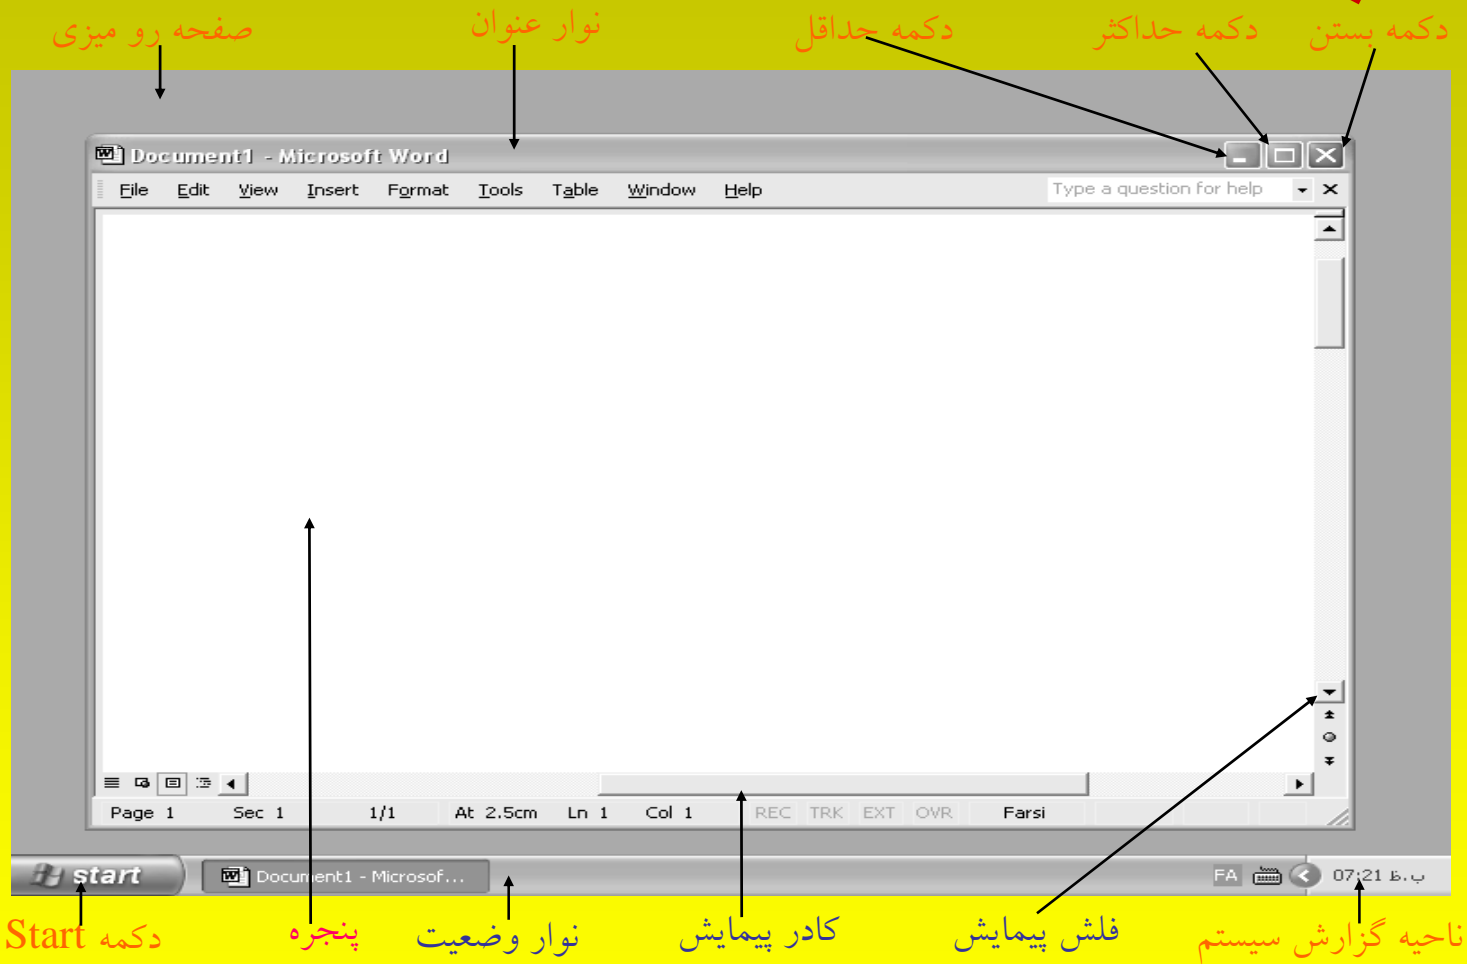 دکمه بستن دکمه حداکثر دکمه حداقل نوار عنوان صفحه رو میزی
Document1 - Microsoft Word
File Edit View Insert Format Tools Table Window Help Type a question for help
Page 1 Sec 1 1/1 At 2.5cm Ln 1 Col 1 REC TRK EXT OVR Farsi
start Document1 - Microsof... FA 07:21 ب.ظ
ناحیه گزارش سیستم فلش پیمایش کادر پیمایش نوار وضعیت پنجره دکمه Start